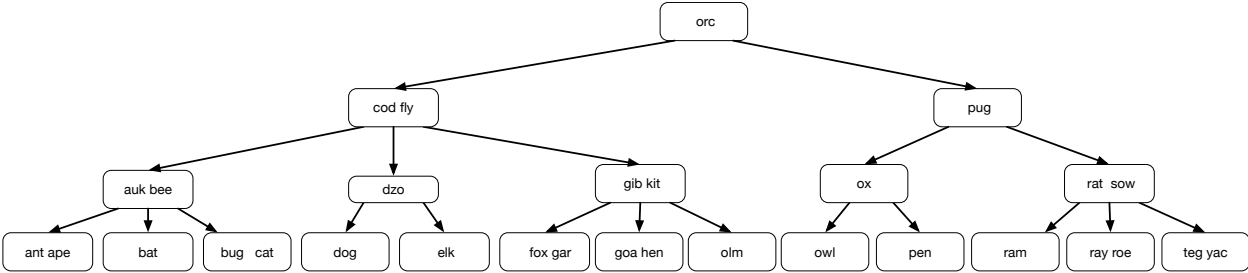 orc
cod fly
pug
auk bee
dzo
gib kit
ox
rat sow
ant ape
bat
bug cat
dog
elk
fox gar
goa hen
olm
owl
pen
ram
ray roe
teg yac